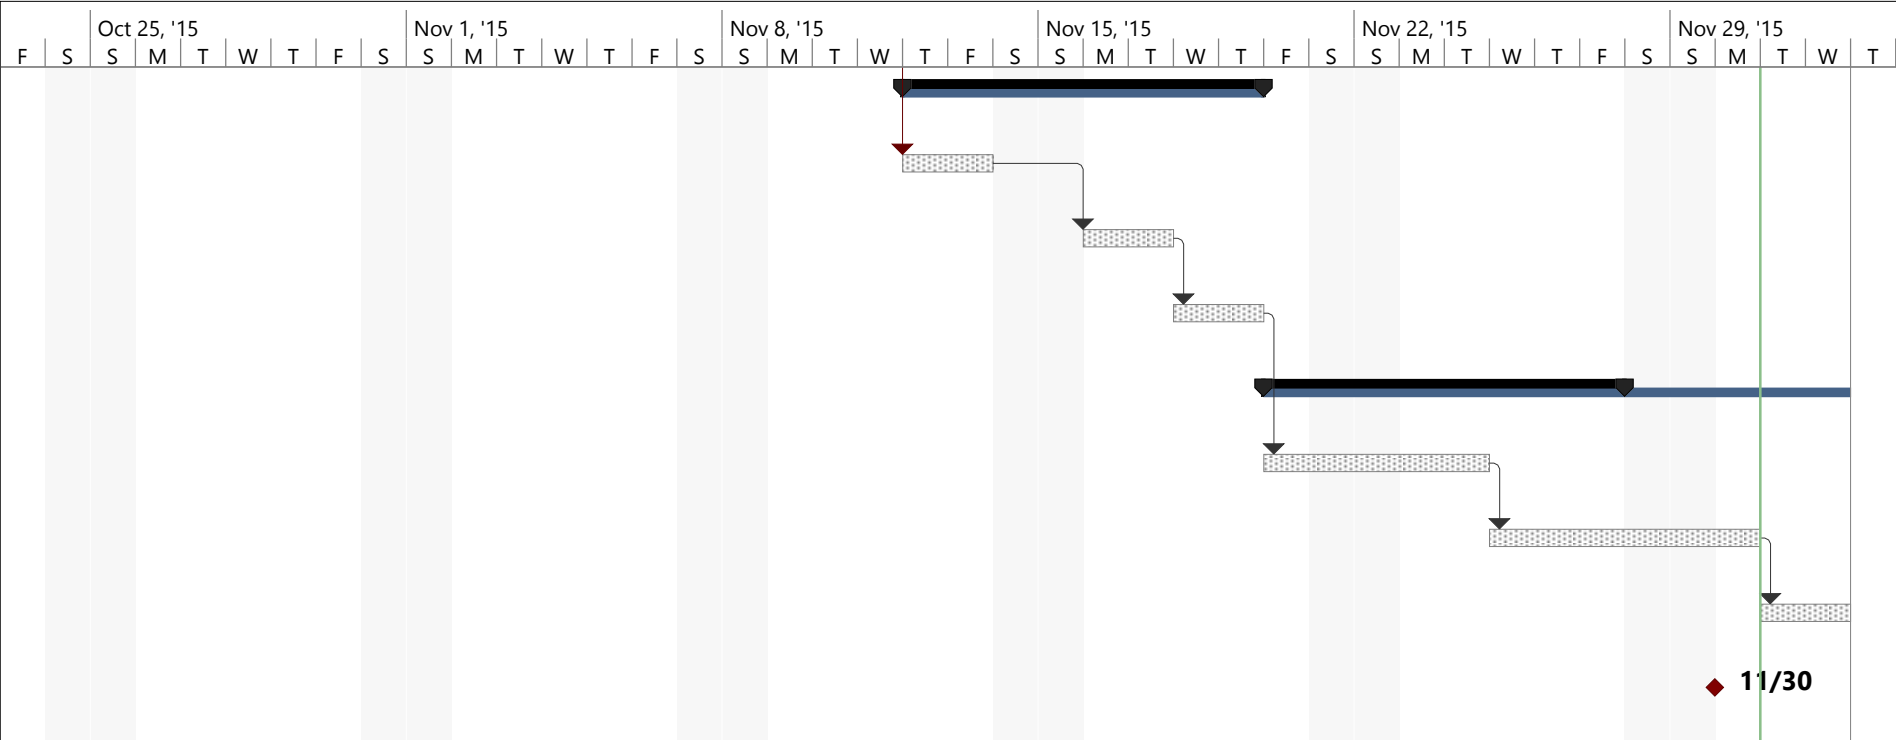 Oct 25, '15 Nov 1, '15 Nov 8, '15 Nov 15, '15 Nov 22, '15 Nov 29, '15
F S S M T W T F S S M T W T F S S M T W T F S S M T W T F S S M T W T F S S M T W T
11/30